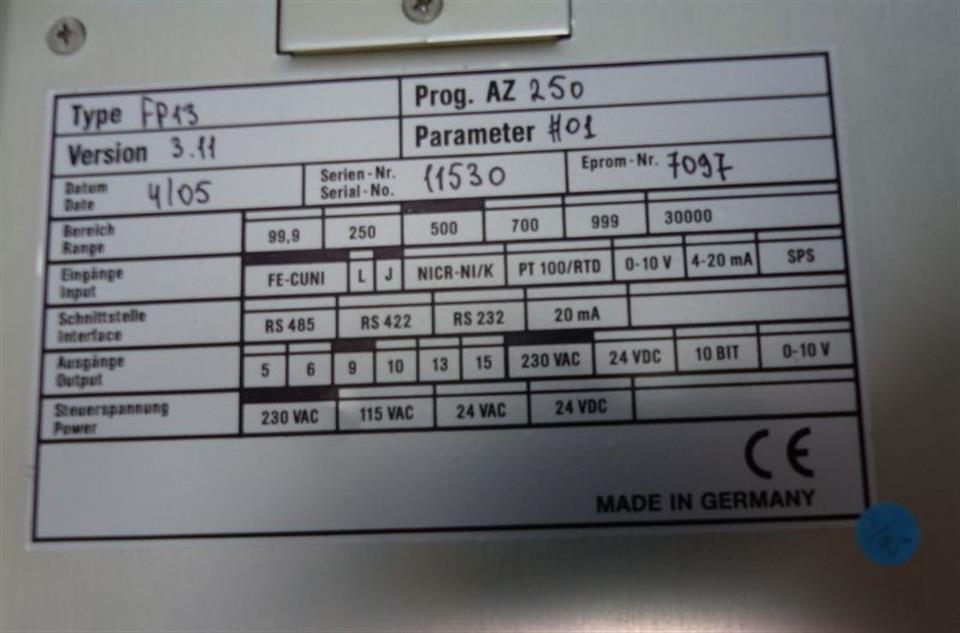 Type FP13
Prog. AZ 250
Version 3.11
Parameter H01
Datum
Date
4/05
Serien-Nr.
Serial-No.
11530
Eprom-Nr. 7097
Bereich
Range
99,9 250 500 700 999 30000
Eingänge
Input
FE-CUNI L J NICR-NI/K PT 100/RTD 0-10 V 4-20 mA SPS
Schnittstelle
Interface
RS 485 RS 422 RS 232 20 mA
Ausgänge
Output
5 6 9 10 13 15 230 VAC 24 VDC 10 BIT 0-10 V
Steuerspannung
Power
230 VAC 115 VAC 24 VAC 24 VDC
CE
MADE IN GERMANY